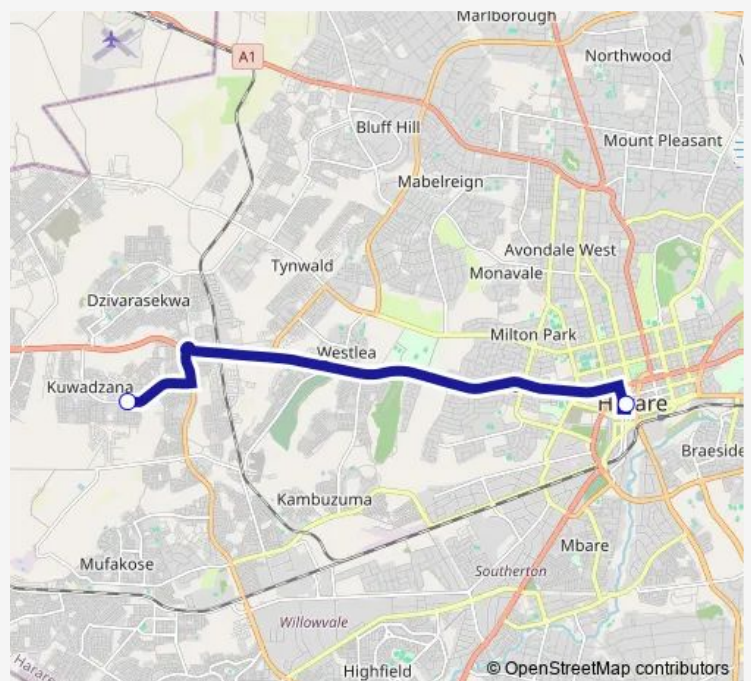 Marlborough
Northwood
A1
Bluff Hill
Mount Pleasant
Mabelreign
Avondale West
Tynwald
Monavale
Dzivarasekwa
Milton Park
Westlea
Kuwadzana
Harare
Braeside
Kambuzuma
Mbare
Mufakose
Southerton
Willowvale
Harare
Highfield
© OpenStreetMap contributors